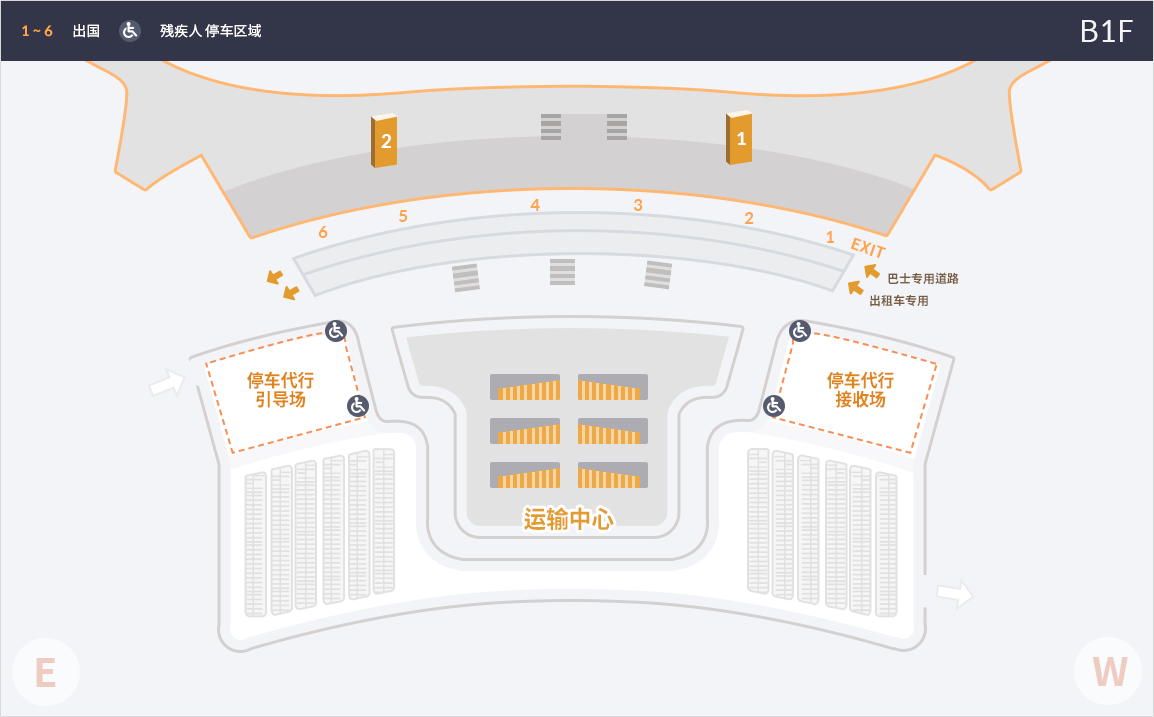 1 ~ 6 出国 残疾人 停车区域 B1F
2 1
6 5 4 3 2 1 EXIT
巴士专用道路
出租车专用
停车代行
引导场
停车代行
接收场
运输中心
E W